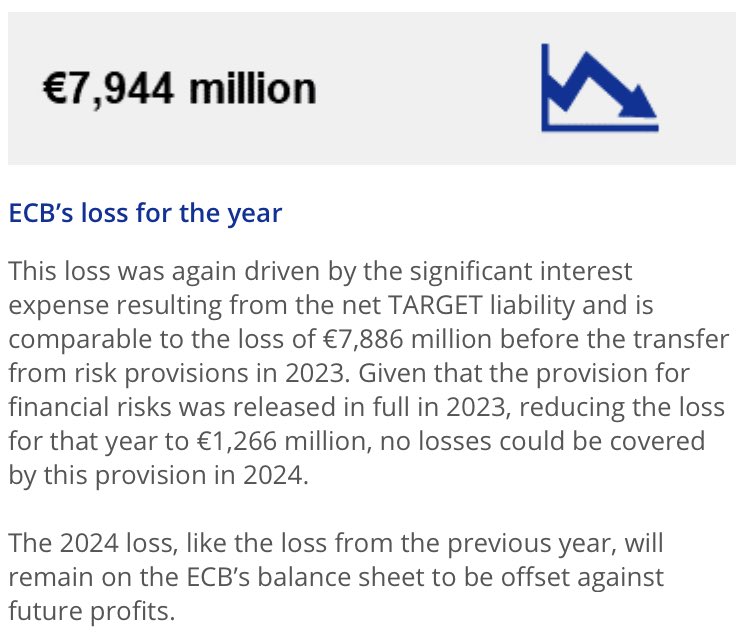 €7,944 million
ECB’s loss for the year
This loss was again driven by the significant interest
expense resulting from the net TARGET liability and is
comparable to the loss of €7,886 million before the transfer
from risk provisions in 2023. Given that the provision for
financial risks was released in full in 2023, reducing the loss
for that year to €1,266 million, no losses could be covered
by this provision in 2024.
The 2024 loss, like the loss from the previous year, will
remain on the ECB’s balance sheet to be offset against
future profits.